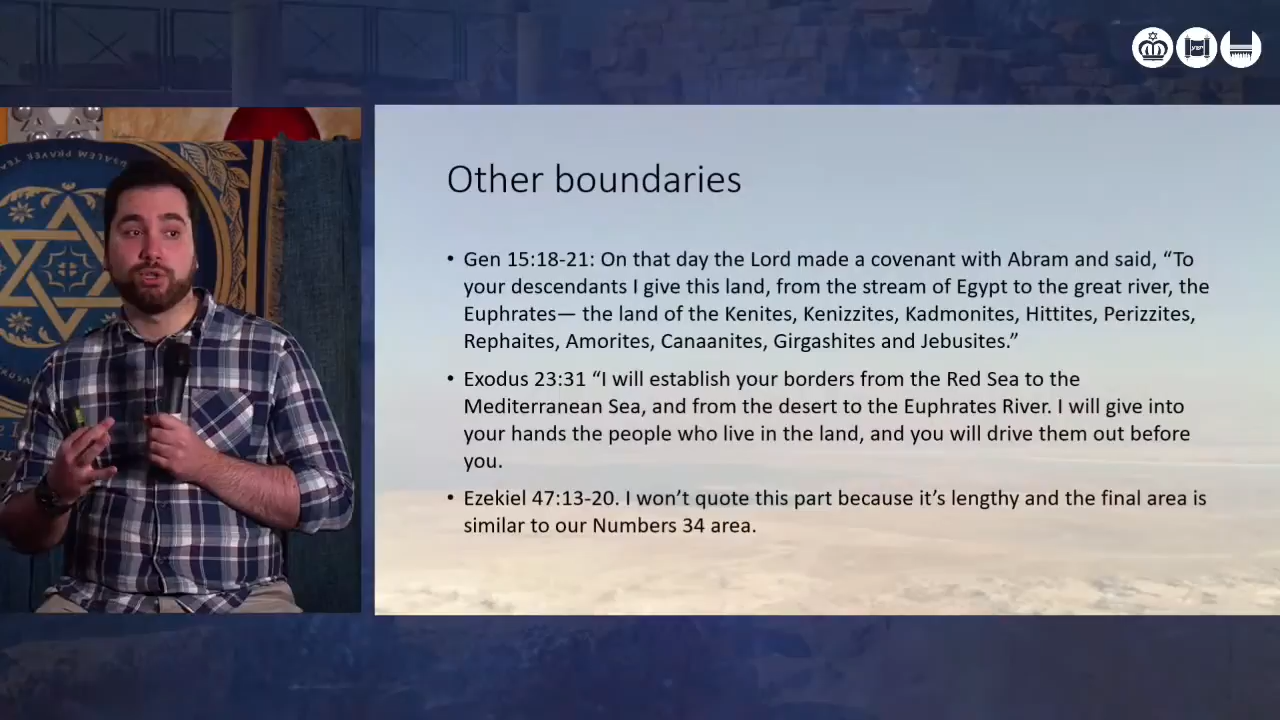 USALEM PRAYER TEA
Other boundaries
• Gen 15:18-21: On that day the Lord made a covenant with Abram and said, “To
your descendants I give this land, from the stream of Egypt to the great river, the
Euphrates— the land of the Kenites, Kenizzites, Kadmonites, Hittites, Perizzites,
Rephaites, Amorites, Canaanites, Girgashites and Jebusites.”
• Exodus 23:31 “I will establish your borders from the Red Sea to the
Mediterranean Sea, and from the desert to the Euphrates River. I will give into
your hands the people who live in the land, and you will drive them out before
you.
• Ezekiel 47:13-20. I won’t quote this part because it’s lengthy and the final area is
similar to our Numbers 34 area.